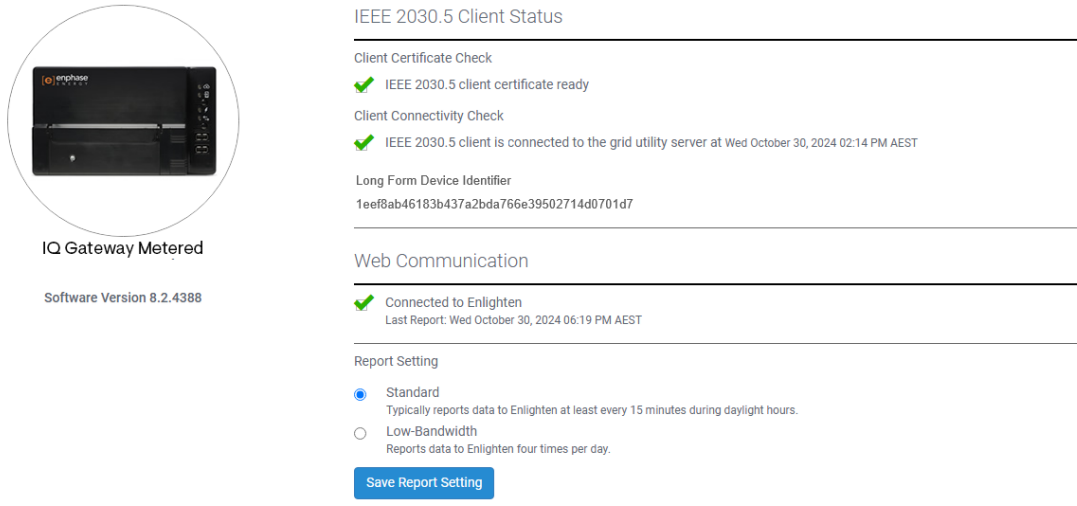 IEEE 2030.5 Client Status
Client Certificate Check
IEEE 2030.5 client certificate ready
Client Connectivity Check
IEEE 2030.5 client is connected to the grid utility server at Wed October 30, 2024 02:14 PM AEST
Long Form Device Identifier
1eef8ab46183b437a2bda766e39502714d0701d7
enphase
ENERGY
IQ Gateway Metered
Software Version 8.2.4388
Web Communication
Connected to Enlighten
Last Report: Wed October 30, 2024 06:19 PM AEST
Report Setting
Standard
Typically reports data to Enlighten at least every 15 minutes during daylight hours.
Low-Bandwidth
Reports data to Enlighten four times per day.
Save Report Setting